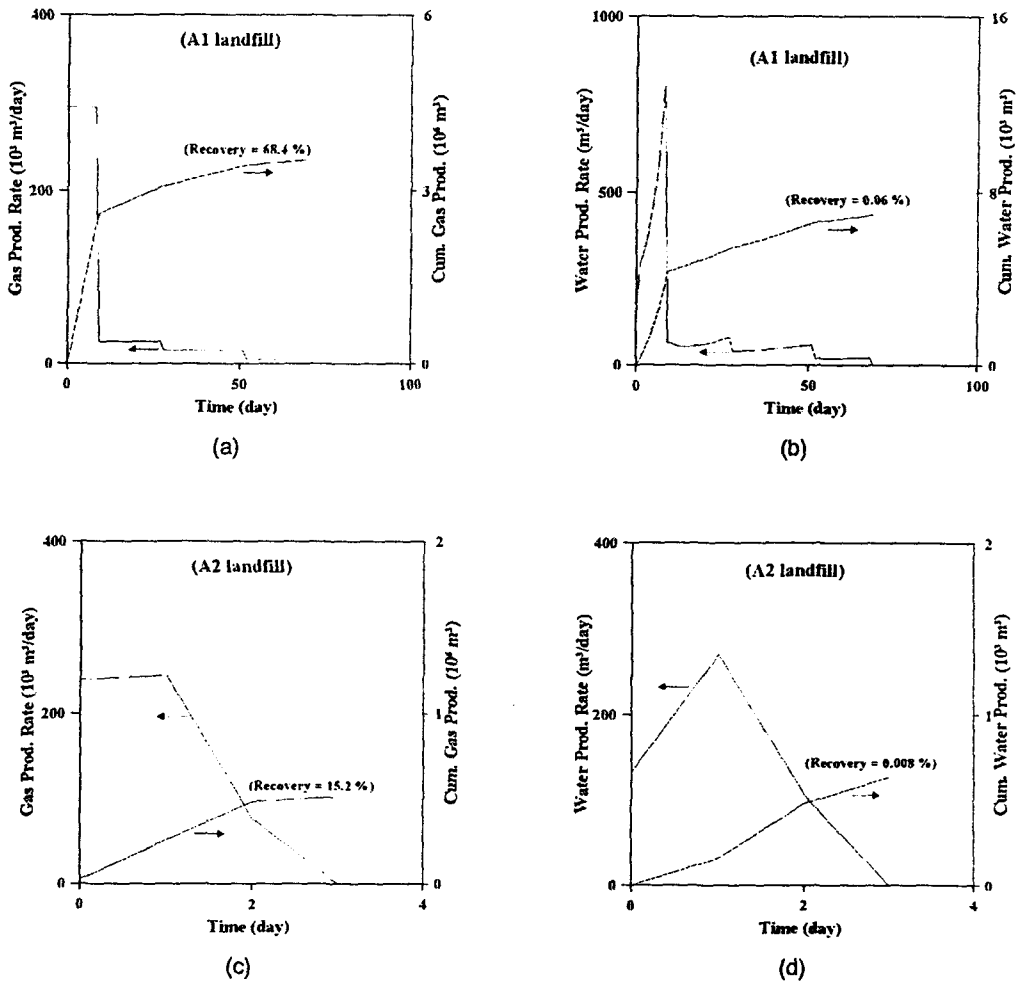 400
200
0
Gas Prod. Rate (10³ m³/day)
(A1 landfill)
(Recovery = 68.4 %)
6
3
0
Cum. Gas Prod. (10⁶ m³)
0
50
100
Time (day)
(a)
1000
500
0
Water Prod. Rate (m³/day)
(A1 landfill)
(Recovery = 0.06 %)
16
8
0
Cum. Water Prod. (10³ m³)
0
50
100
Time (day)
(b)
400
200
0
Gas Prod. Rate (10³ m³/day)
(A2 landfill)
(Recovery = 15.2 %)
2
1
0
Cum. Gas Prod. (10⁶ m³)
0
2
4
Time (day)
(c)
400
200
0
Water Prod. Rate (m³/day)
(A2 landfill)
(Recovery = 0.008 %)
2
1
0
Cum. Water Prod. (10³ m³)
0
2
4
Time (day)
(d)